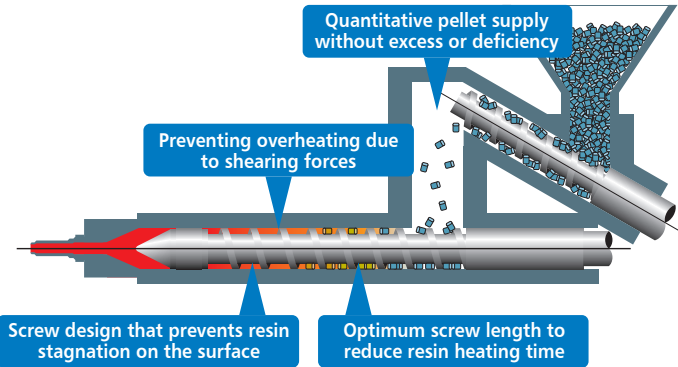 Quantitative pellet supply
without excess or deficiency
Preventing overheating due
to shearing forces
Screw design that prevents resin
stagnation on the surface
Optimum screw length to
reduce resin heating time